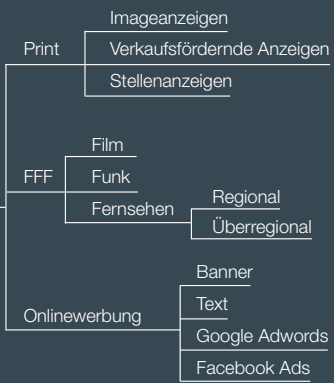 Imageanzeigen
Print
Verkaufsfördernde Anzeigen
Stellenanzeigen
Film
FFF
Funk
Fernsehen
Regional
Überregional
Banner
Text
Onlinewerbung
Google Adwords
Facebook Ads